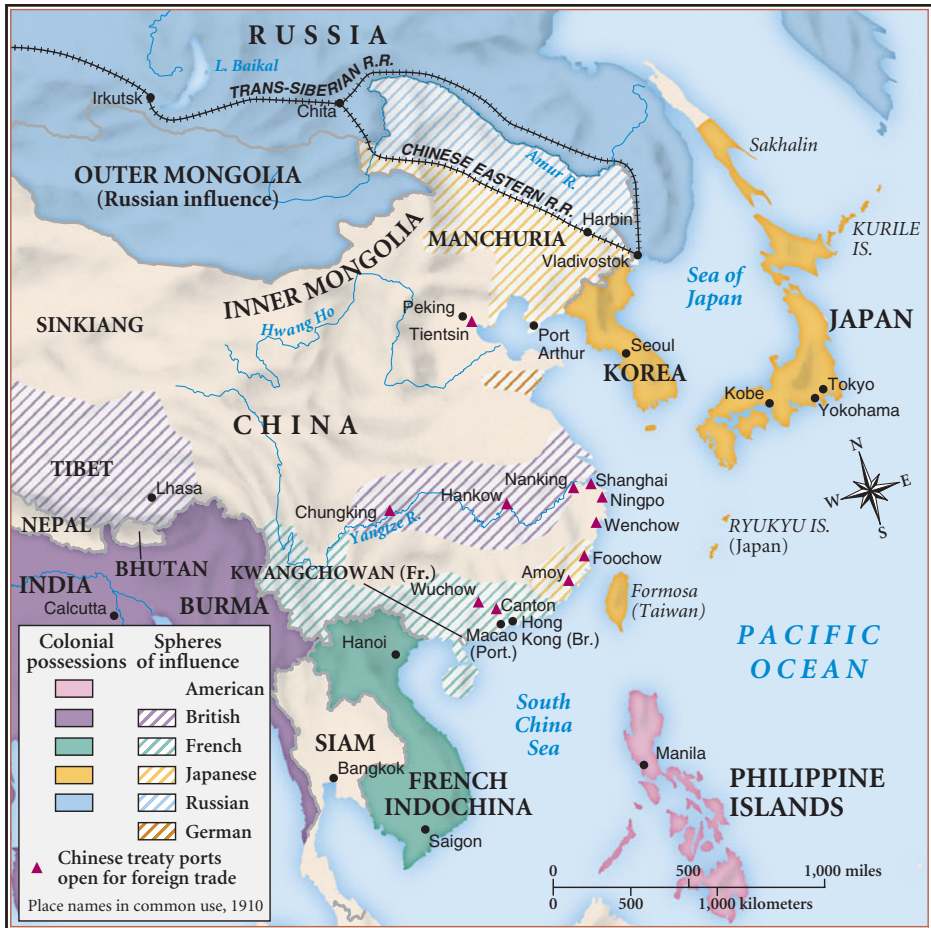 RUSSIA
L. Baikal
TRANS-SIBERIAN R.R.
Irkutsk
Chita
Sakhalin
OUTER MONGOLIA
(Russian influence)
CHINESE EASTERN R.R.
Amur R.
Harbin
KURILE
IS.
MANCHURIA
Vladivostok
INNER MONGOLIA
Sea of
Japan
Peking
Hwang Ho
Tientsin
SINKIANG
Port
Arthur
Seoul
KOREA
JAPAN
Kobe
Tokyo
Yokohama
CHINA
N
W
E
S
TIBET
Lhasa
Nanking
Shanghai
Hankow
Ningpo
Chungking
Yangtze R.
Wenchow
NEPAL
RYUKYU IS.
(Japan)
BHUTAN
Foochow
KWANGCHOWAN (Fr.)
Amoy
INDIA
Wuchow
Formosa
(Taiwan)
Calcutta
BURMA
Canton
Hong
Kong (Br.)
Macao
(Port.)
Hanoi
PACIFIC
OCEAN
South
China
Sea
SIAM
Bangkok
Manila
FRENCH
INDOCHINA
PHILIPPINE
ISLANDS
Saigon
Colonial
possessions
Spheres
of influence
American
British
French
Japanese
Russian
German
Chinese treaty ports
open for foreign trade
Place names in common use, 1910
0 500 1,000 miles
0 500 1,000 kilometers